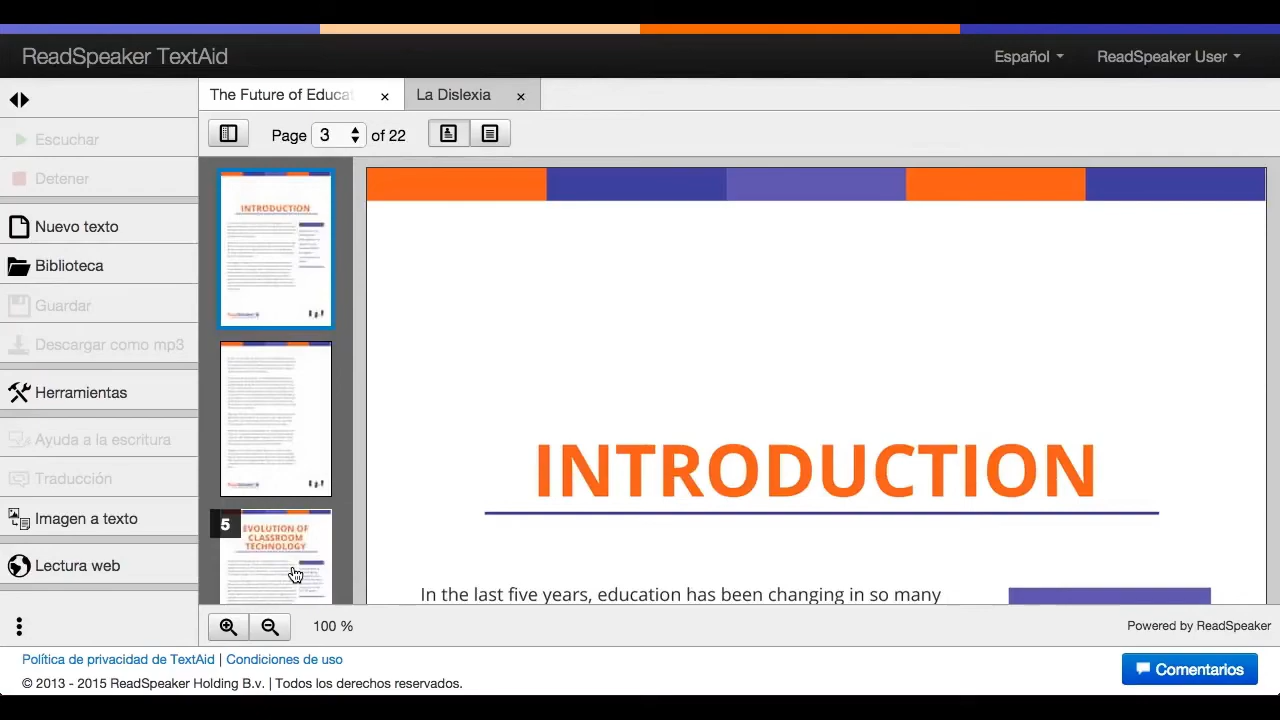 ReadSpeaker TextAid
Español
ReadSpeaker User
The Future of Educat
La Dislexia
Escuchar
Page 3 of 22
Detener
Nuevo texto
Biblioteca
Guardar
Descargar como mp3
Herramientas
Ayuda a la escritura
Traducción
Imagen a texto
Lectura web
INTRODUCTION
5
EVOLUTION OF
CLASSROOM
TECHNOLOGY
INTRODUCTION
In the last five years, education has been changing in so many
100 %
Powered by ReadSpeaker
Política de privacidad de TextAid | Condiciones de uso
© 2013 - 2015 ReadSpeaker Holding B.v. | Todos los derechos reservados.
Comentarios